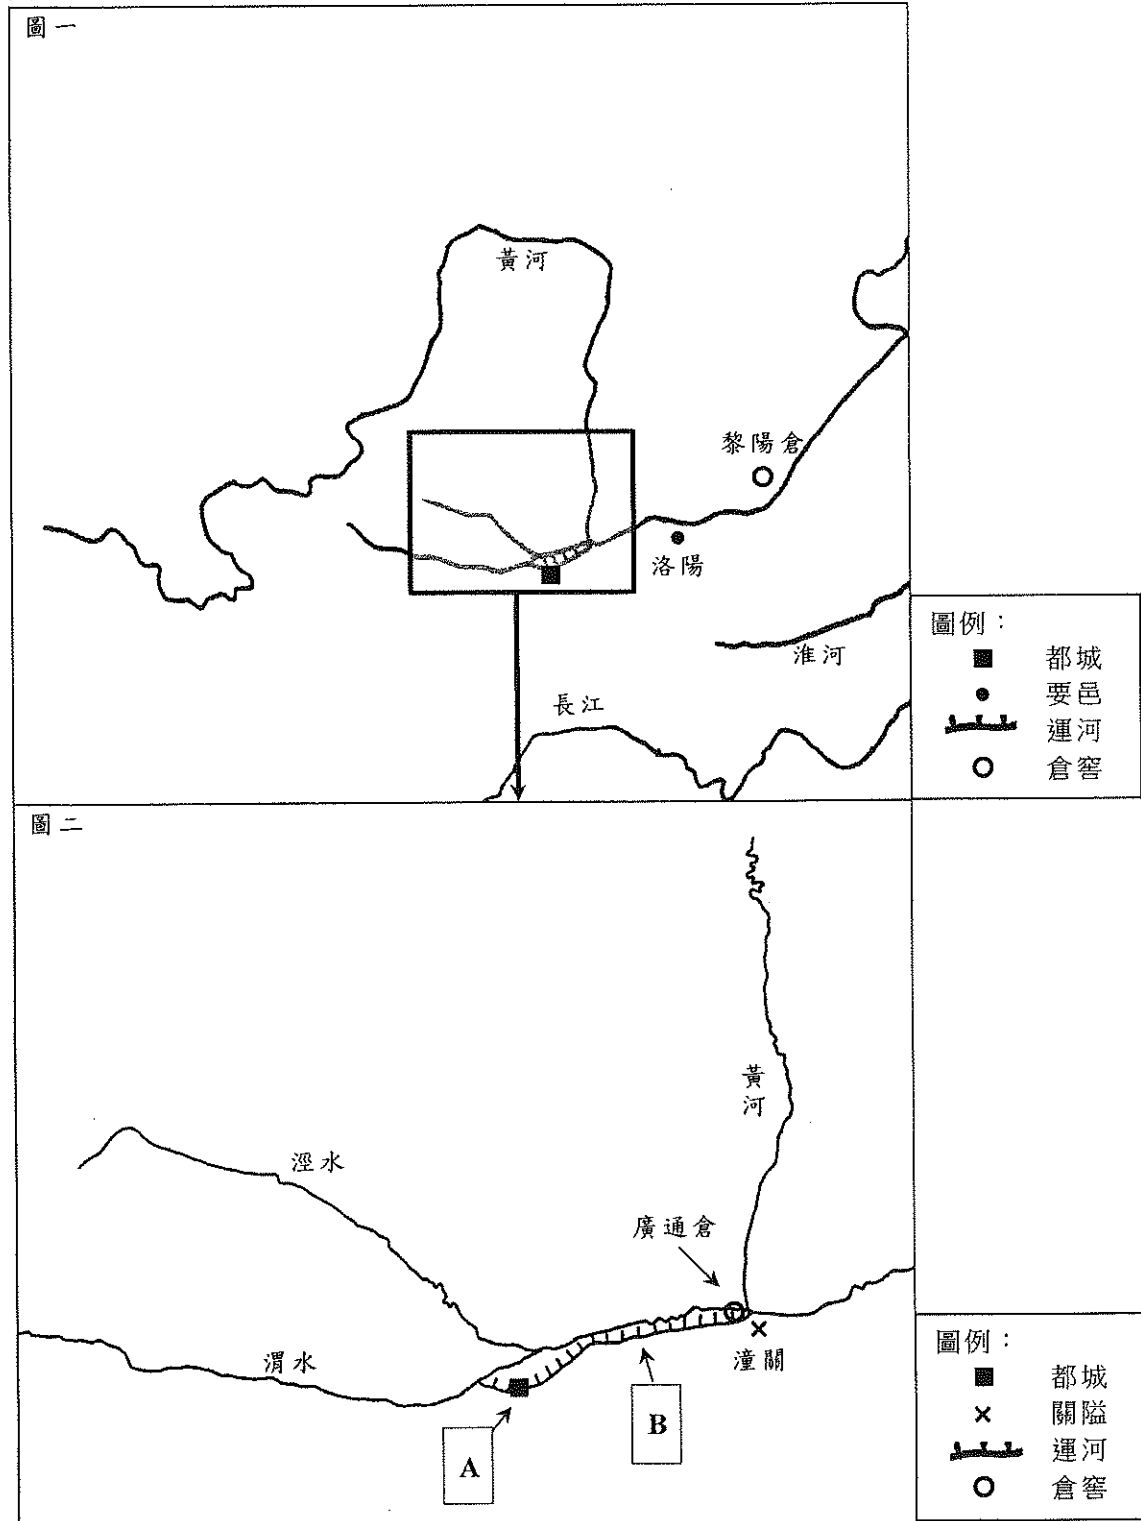 圖一
黃河
黎陽倉
洛陽
淮河
長江
圖例：
都城
要邑
運河
倉窖
圖二
黃河
涇水
廣通倉
渭水
潼關
A
B
圖例：
都城
關隘
運河
倉窖